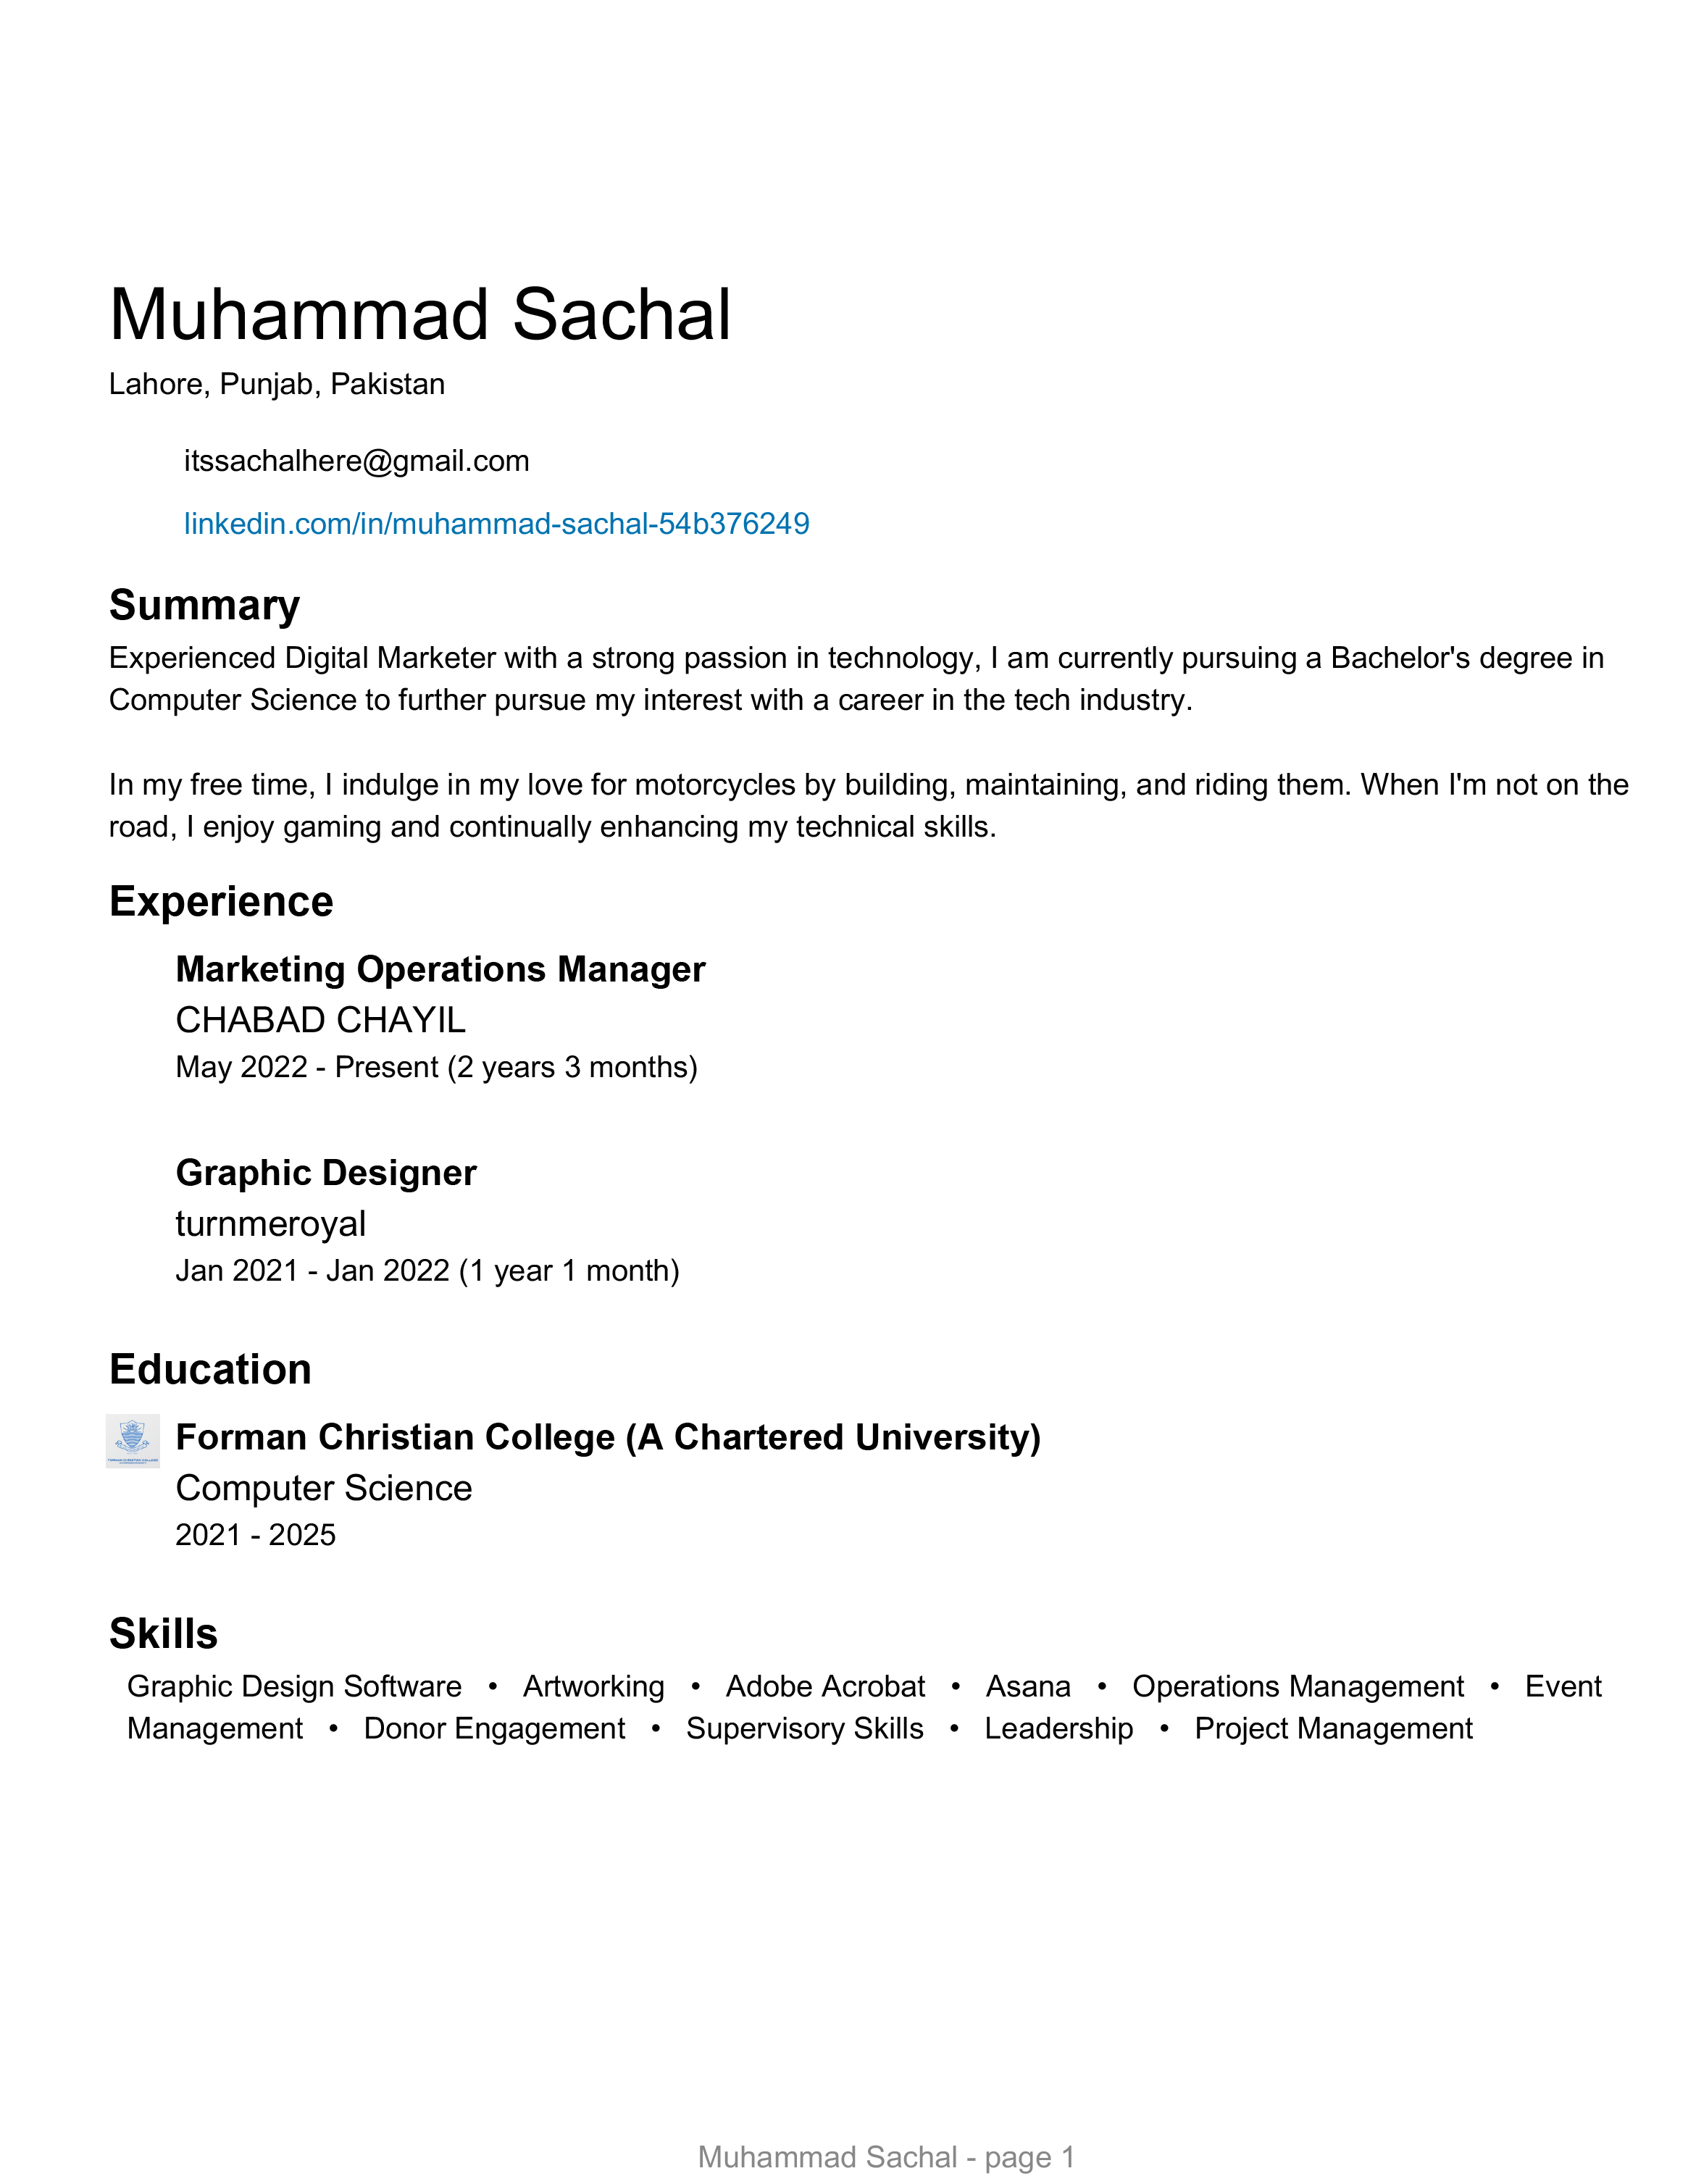 Muhammad Sachal
Lahore, Punjab, Pakistan
itssachalhere@gmail.com
linkedin.com/in/muhammad-sachal-54b376249
Summary
Experienced Digital Marketer with a strong passion in technology, I am currently pursuing a Bachelor's degree in
Computer Science to further pursue my interest with a career in the tech industry.
In my free time, I indulge in my love for motorcycles by building, maintaining, and riding them. When I'm not on the
road, I enjoy gaming and continually enhancing my technical skills.
Experience
Marketing Operations Manager
CHABAD CHAYIL
May 2022 - Present (2 years 3 months)
Graphic Designer
turnmeroyal
Jan 2021 - Jan 2022 (1 year 1 month)
Education
Forman Christian College (A Chartered University)
Computer Science
2021 - 2025
Skills
Graphic Design Software • Artworking • Adobe Acrobat • Asana • Operations Management • Event
Management • Donor Engagement • Supervisory Skills • Leadership • Project Management
Muhammad Sachal - page 1